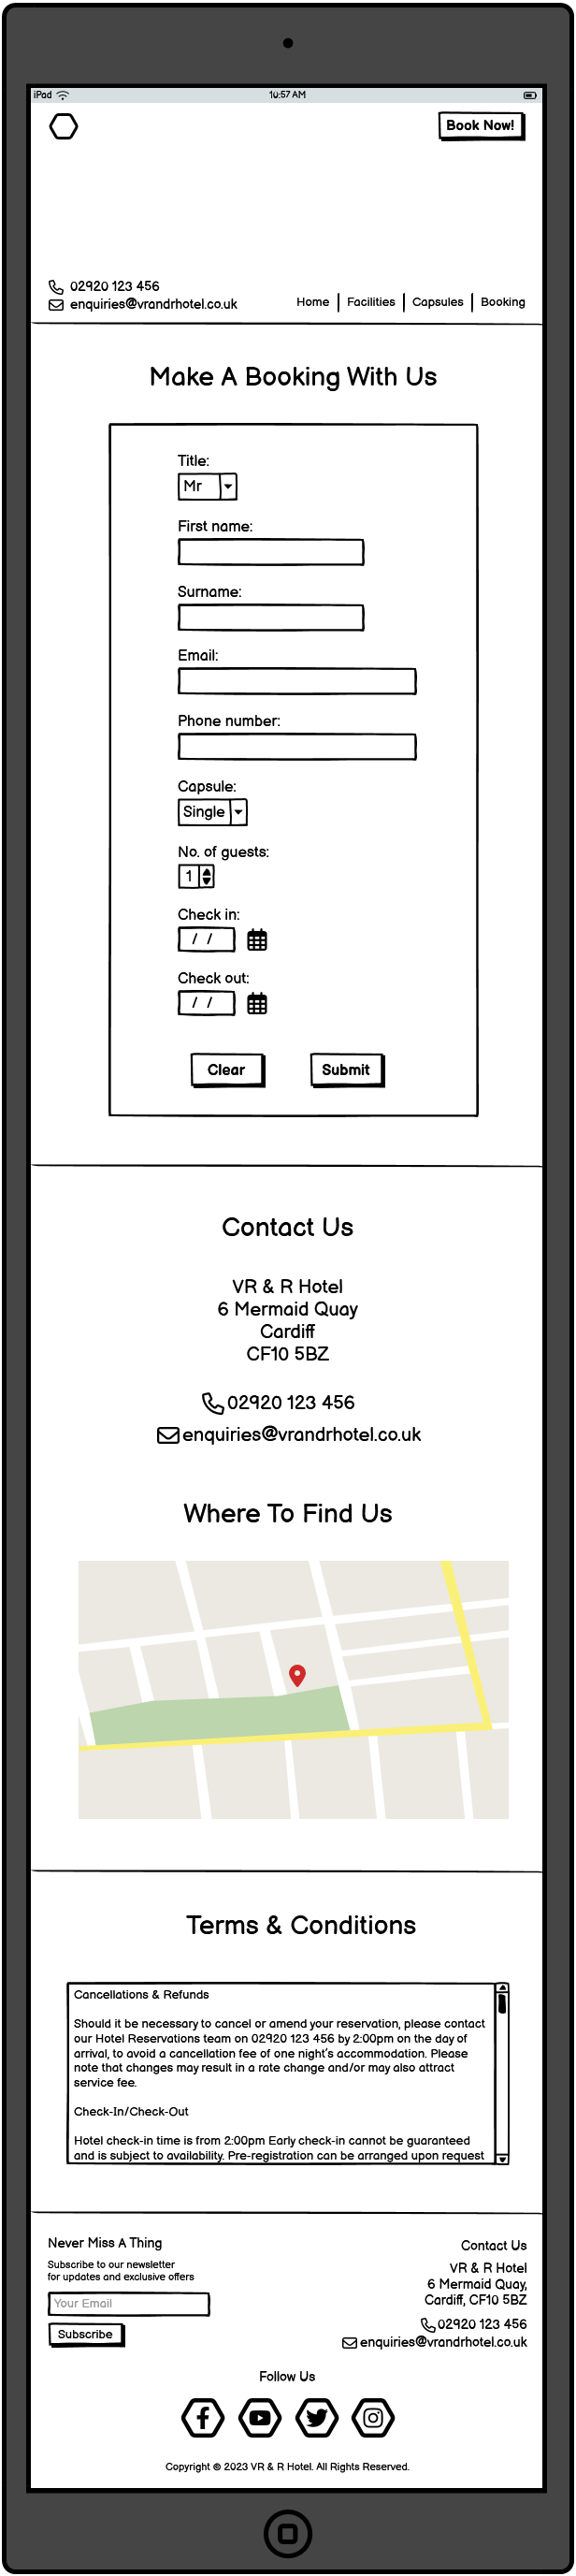 iPad
10:57 AM
Book Now!
02920 123 456
enquiries@vrandrhotel.co.uk
Home
Facilities
Capsules
Booking
Make A Booking With Us
Title:
Mr
First name:
Surname:
Email:
Phone number:
Capsule:
Single
No. of guests:
1
Check in:
/ /
Check out:
/ /
Clear
Submit
Contact Us
VR & R Hotel
6 Mermaid Quay
Cardiff
CF10 5BZ
02920 123 456
enquiries@vrandrhotel.co.uk
Where To Find Us
Terms & Conditions
Cancellations & Refunds
Should it be necessary to cancel or amend your reservation, please contact
our Hotel Reservations team on 02920 123 456 by 2:00pm on the day of
arrival, to avoid a cancellation fee of one night's accommodation. Please
note that changes may result in a rate change and/or may also attract
service fee.
Check-In/Check-Out
Hotel check-in time is from 2:00pm Early check-in cannot be guaranteed
and is subject to availability. Pre-registration can be arranged upon request
Never Miss A Thing
Subscribe to our newsletter
for updates and exclusive offers
Your Email
Subscribe
Contact Us
VR & R Hotel
6 Mermaid Quay,
Cardiff, CF10 5BZ
02920 123 456
enquiries@vrandrhotel.co.uk
Follow Us
Copyright © 2023 VR & R Hotel. All Rights Reserved.